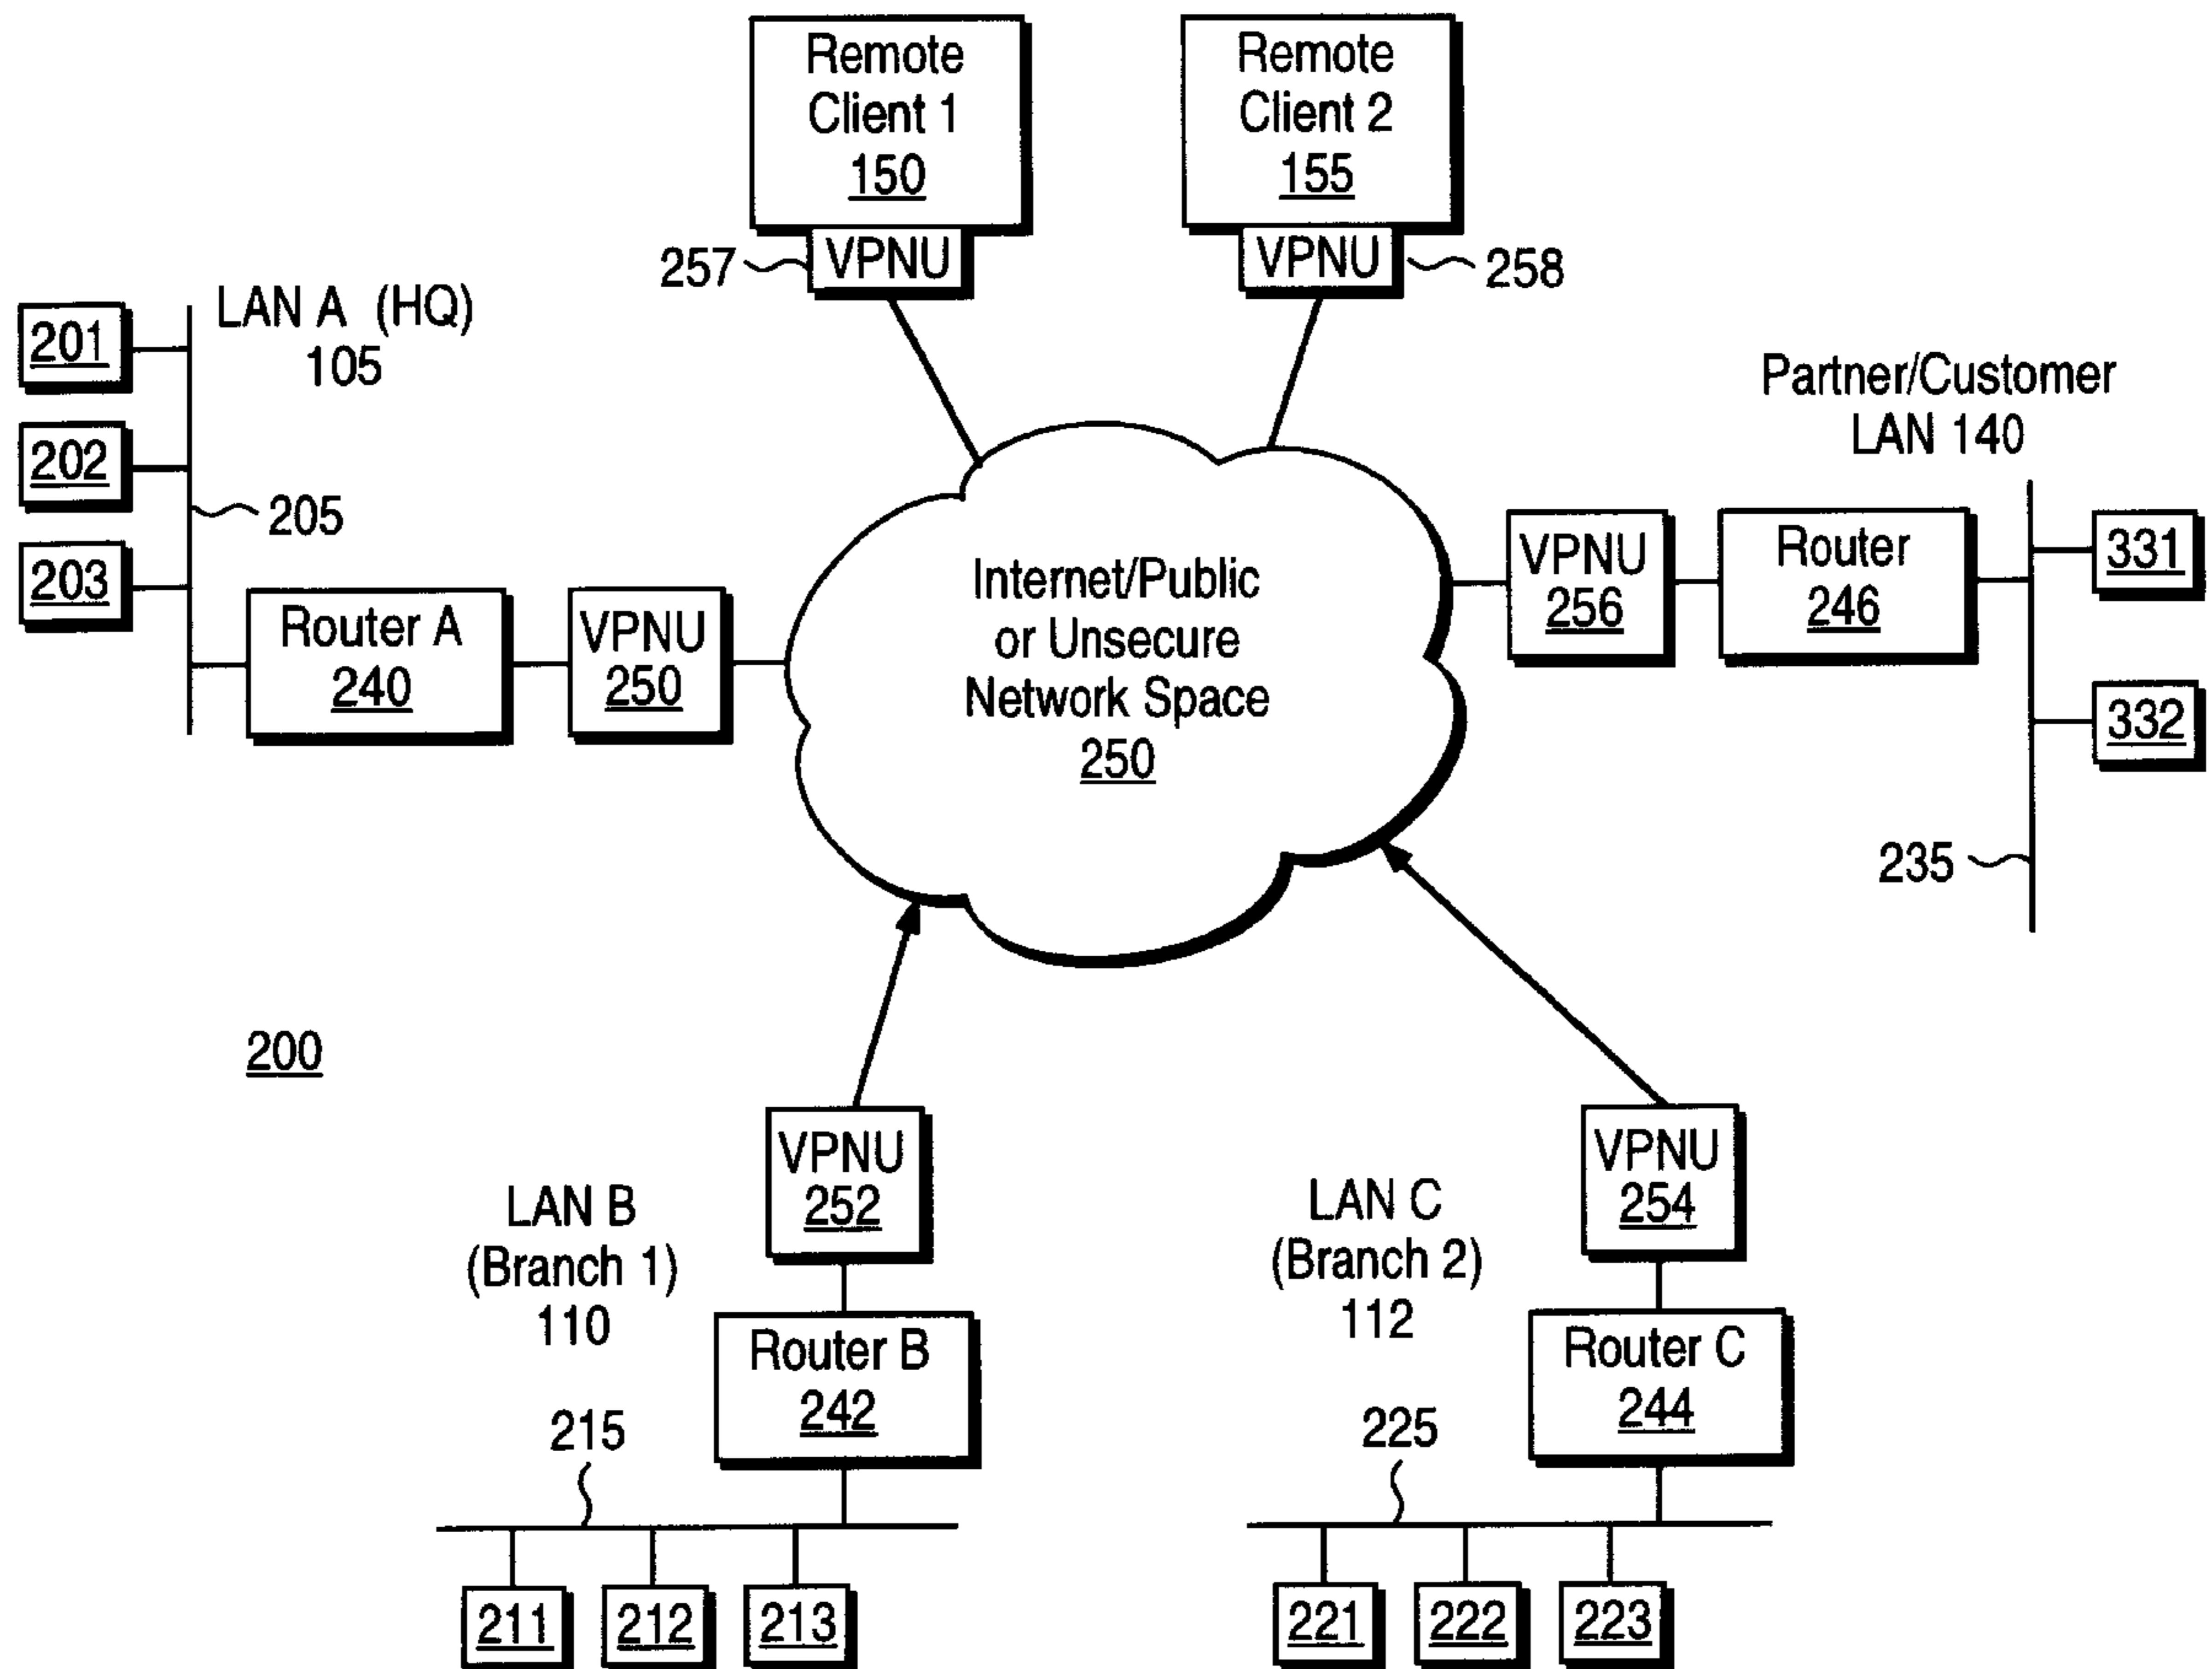 Remote
Client 1
150
VPNU
257
Remote
Client 2
155
VPNU
258
LAN A (HQ)
105
201
202
203
205
Router A
240
VPNU
250
Internet/Public
or Unsecure
Network Space
250
Partner/Customer
LAN 140
VPNU
256
Router
246
331
332
235
200
VPNU
252
LAN B
(Branch 1)
110
Router B
242
215
211
212
213
VPNU
254
LAN C
(Branch 2)
112
Router C
244
225
221
222
223